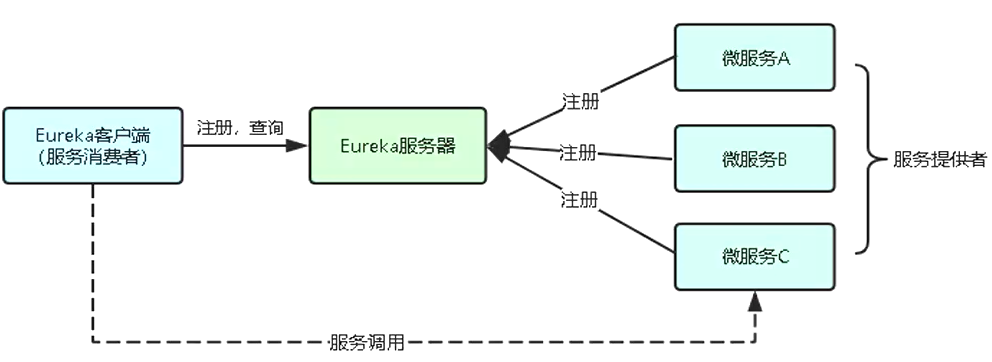 微服务A
注册
Eureka客户端
（服务消费者）
注册，查询
Eureka服务器
注册
微服务B
服务提供者
注册
微服务C
服务调用